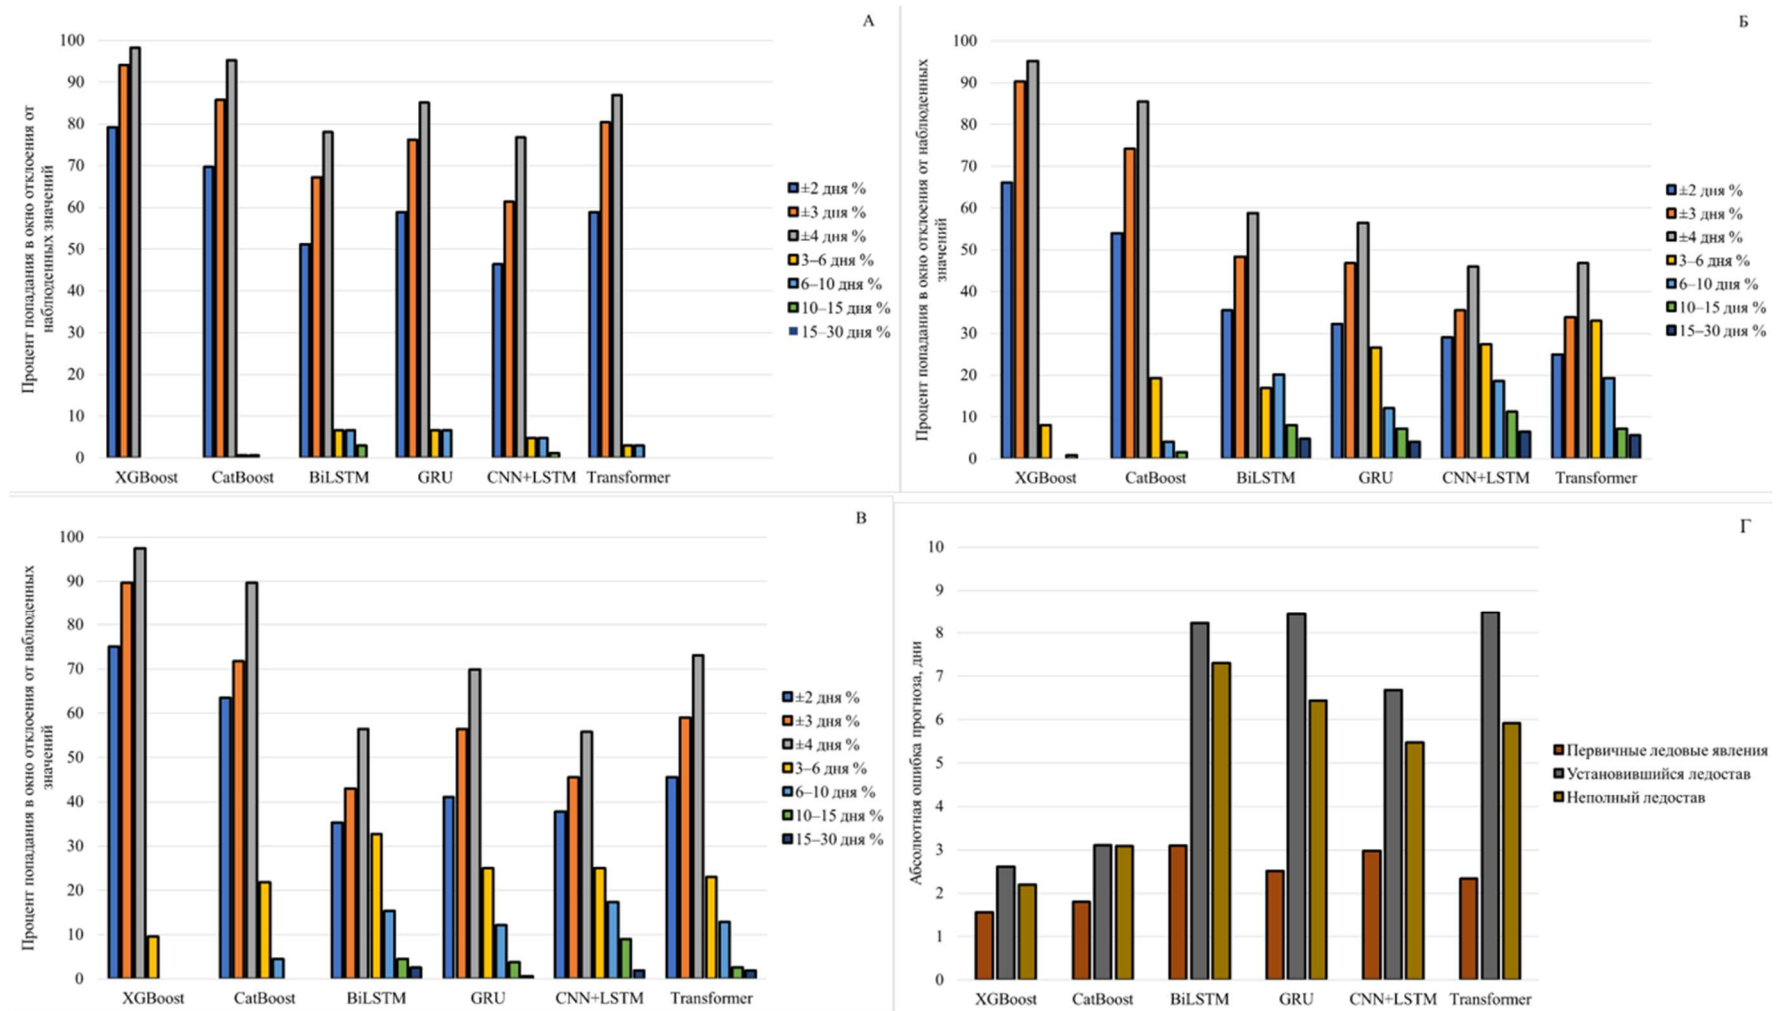 А
Процент попадания в окно отклоения от
наблюденных значений
100
90
80
70
60
50
40
30
20
10
0
XGBoost CatBoost BiLSTM GRU CNN+LSTM Transformer
±2 дня %
±3 дня %
±4 дня %
3–6 дня %
6–10 дня %
10–15 дня %
15–30 дня %
Б
Процент попадания в окно отклоения от наблюденных
значений
100
90
80
70
60
50
40
30
20
10
0
XGBoost CatBoost BiLSTM GRU CNN+LSTM Transformer
±2 дня %
±3 дня %
±4 дня %
3–6 дня %
6–10 дня %
10–15 дня %
15–30 дня %
В
Процент попадания в окно отклоения от наблюденных
значений
100
90
80
70
60
50
40
30
20
10
0
XGBoost CatBoost BiLSTM GRU CNN+LSTM Transformer
±2 дня %
±3 дня %
±4 дня %
3–6 дня %
6–10 дня %
10–15 дня %
15–30 дня %
Г
Абсолютная ошибка прогноза, дни
10
9
8
7
6
5
4
3
2
1
0
XGBoost CatBoost BiLSTM GRU CNN+LSTM Transformer
Первичные ледовые явления
Установившийся ледостав
Неполный ледостав